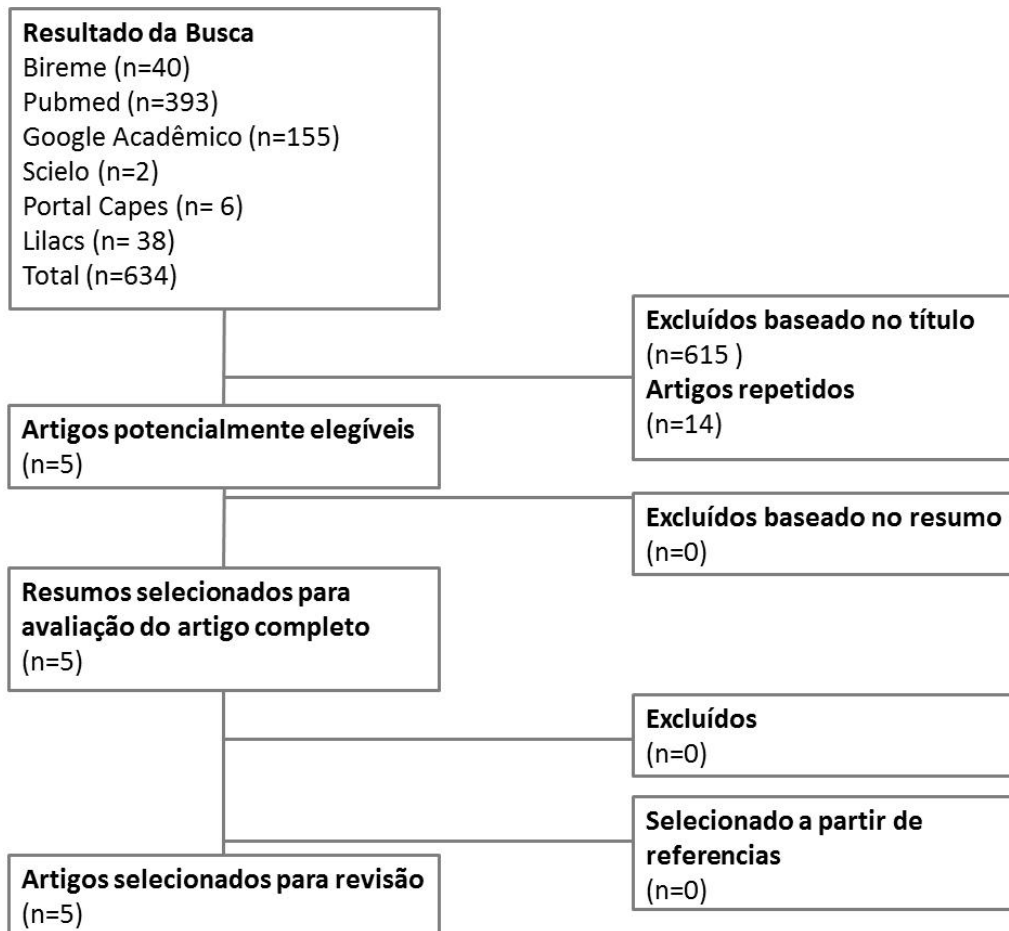 Resultado da Busca
Bireme (n=40)
Pubmed (n=393)
Google Acadêmico (n=155)
Scielo (n=2)
Portal Capes (n= 6)
Lilacs (n= 38)
Total (n=634)
Excluídos baseado no título
(n=615 )
Artigos repetidos
(n=14)
Artigos potencialmente elegíveis
(n=5)
Excluídos baseado no resumo
(n=0)
Resumos selecionados para
avaliação do artigo completo
(n=5)
Excluídos
(n=0)
Selecionado a partir de
referencias
(n=0)
Artigos selecionados para revisão
(n=5)